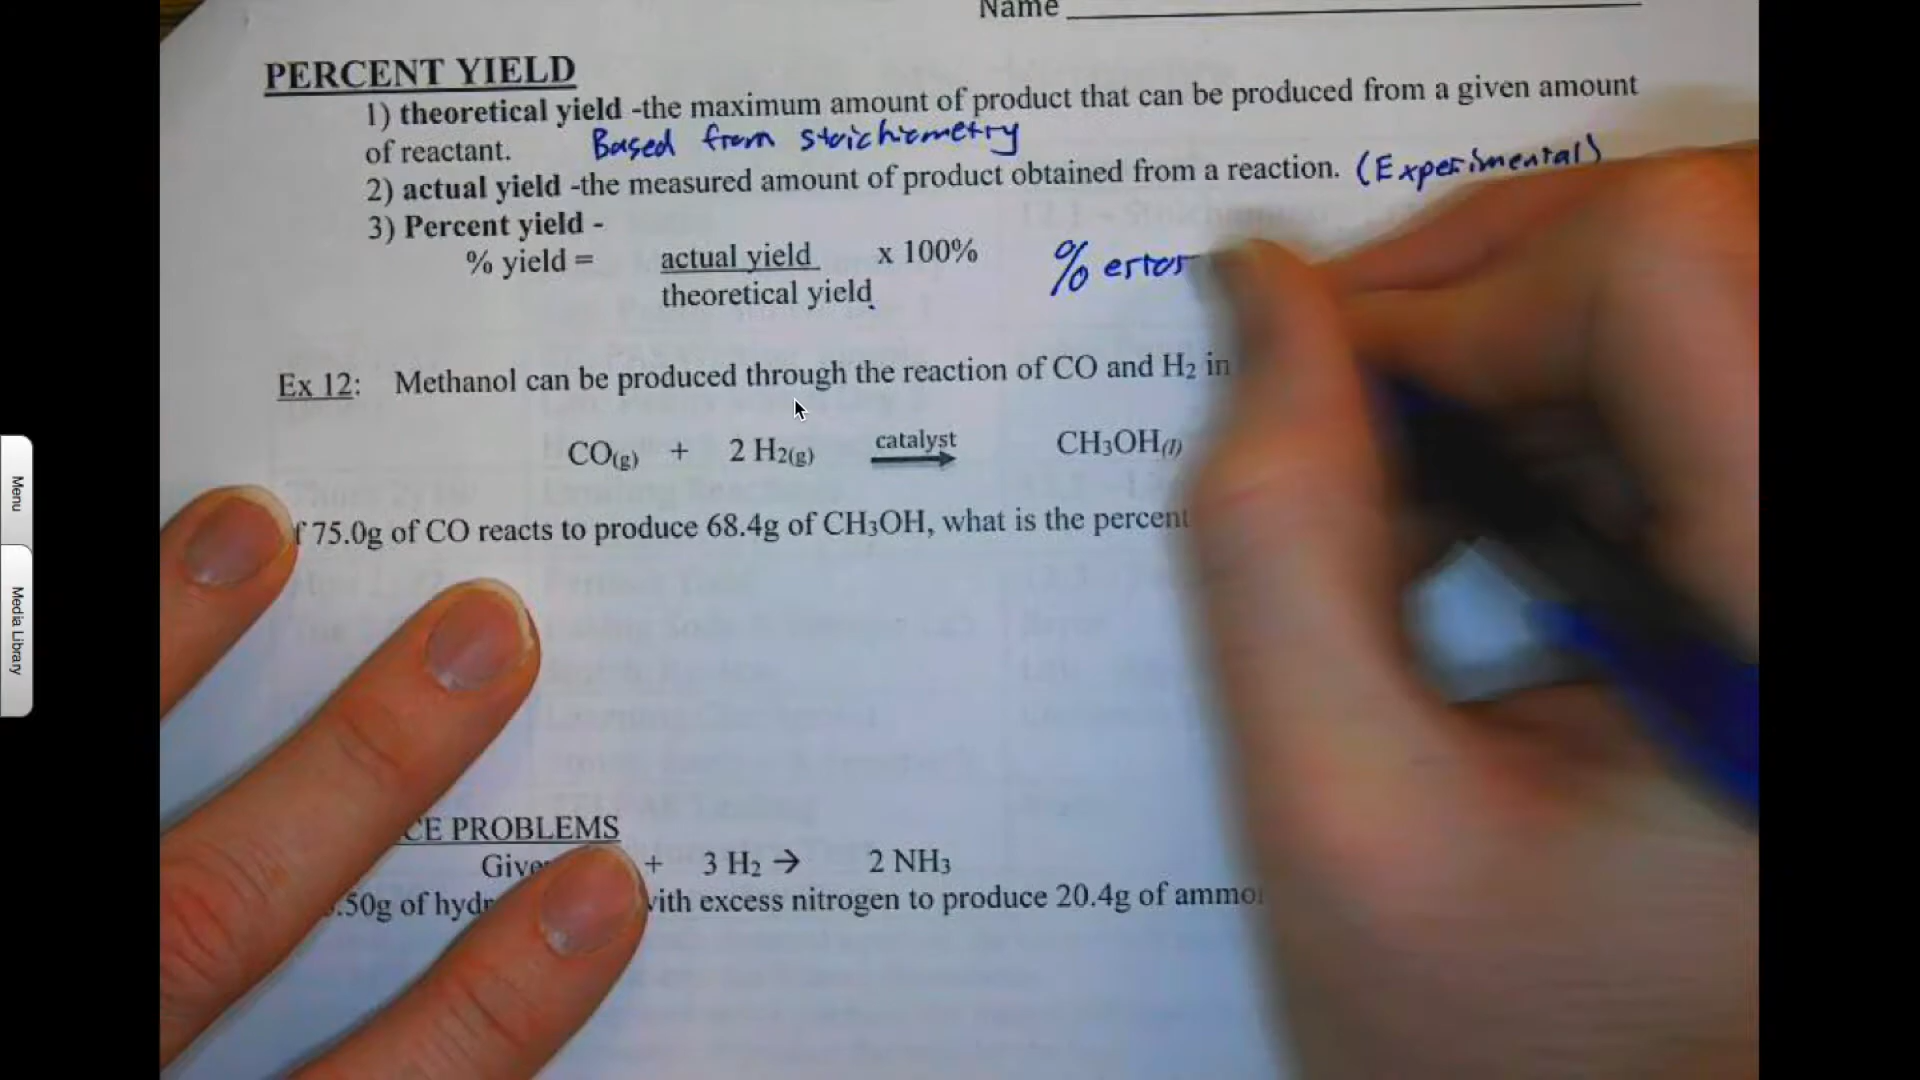 Name
PERCENT YIELD
1) theoretical yield -the maximum amount of product that can be produced from a given amount
of reactant. Based from stoichiometry
2) actual yield -the measured amount of product obtained from a reaction. (Experimental)
3) Percent yield -
% yield = actual yield x 100% % error
theoretical yield
Ex 12: Methanol can be produced through the reaction of CO and H2 in
CO(g) + 2 H2(g) catalyst CH3OH(l)
75.0g of CO reacts to produce 68.4g of CH3OH, what is the percent
PROBLEMS
+ 3 H2 → 2 NH3
.50g of with excess nitrogen to produce 20.4g of
Menu
Media Library